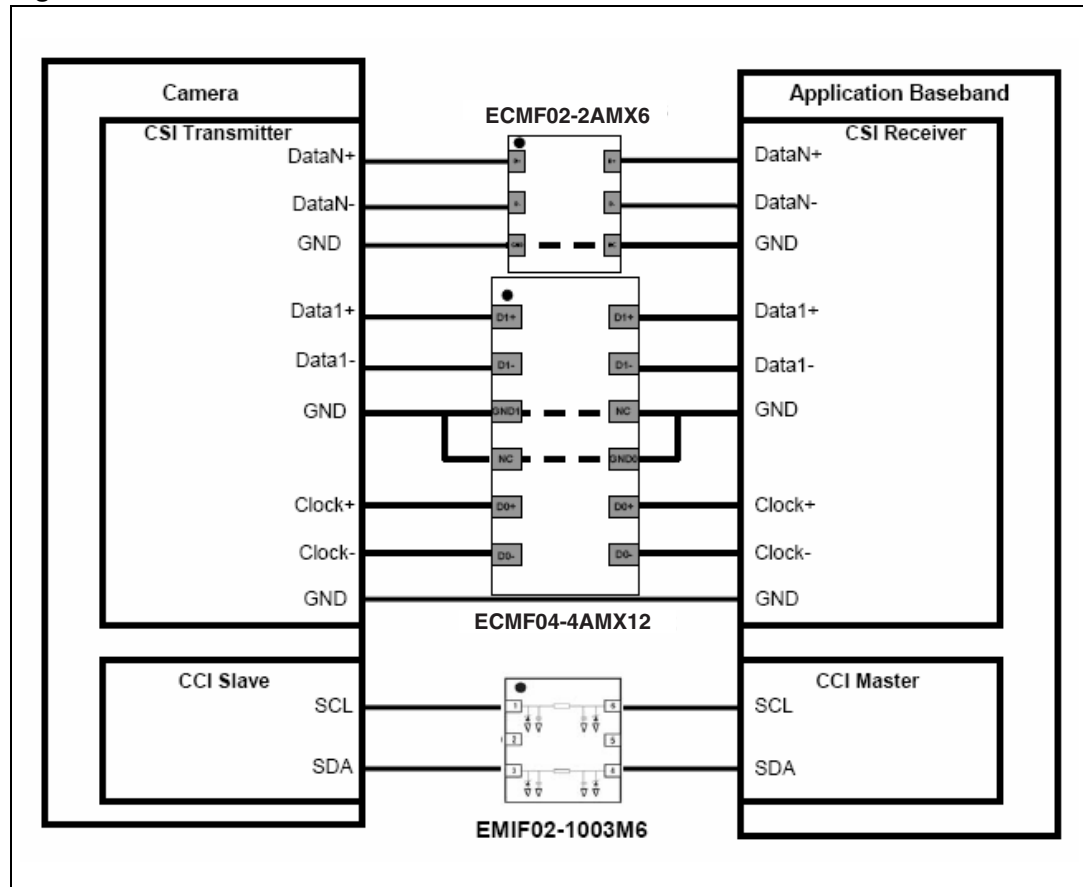 Camera
Application Baseband
CSI Transmitter
ECMF02-2AMX6
CSI Receiver
DataN+
DataN+
DataN-
DataN-
GND
GND
Data1+
D1+
D1+
Data1+
Data1-
D1-
D1-
Data1-
GND
GND1
NC
GND
NC
GND0
Clock+
D0+
D0+
Clock+
Clock-
D0-
D0-
Clock-
GND
GND
ECMF04-4AMX12
CCI Slave
CCI Master
SCL
1
6
SCL
2
5
SDA
3
4
SDA
EMIF02-1003M6